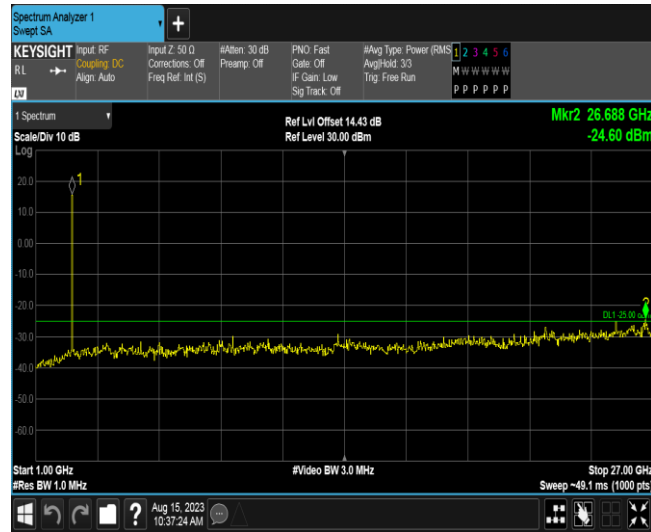 Spectrum Analyzer 1
Swept SA
KEYSIGHT
RL
LXI
Input: RF
Coupling: DC
Align: Auto
Input Z: 50 Ω
Corrections: Off
Freq Ref: Int (S)
#Atten: 30 dB
Preamp: Off
PNO: Fast
Gate: Off
IF Gain: Low
Sig Track: Off
#Avg Type: Power (RMS
Avg|Hold: 3/3
Trig: Free Run
1 2 3 4 5 6
M W W W W W
P P P P P P
1 Spectrum
Scale/Div 10 dB
Log
Ref Lvl Offset 14.43 dB
Ref Level 30.00 dBm
Mkr2 26.688 GHz
-24.60 dBm
1
2
DL1 -25.00
20.0
10.0
0.00
-10.0
-20.0
-30.0
-40.0
-50.0
-60.0
Start 1.00 GHz
#Video BW 3.0 MHz
Stop 27.00 GHz
#Res BW 1.0 MHz
Sweep ~49.1 ms (1000 pts)
?
Aug 15, 2023
10:37:24 AM